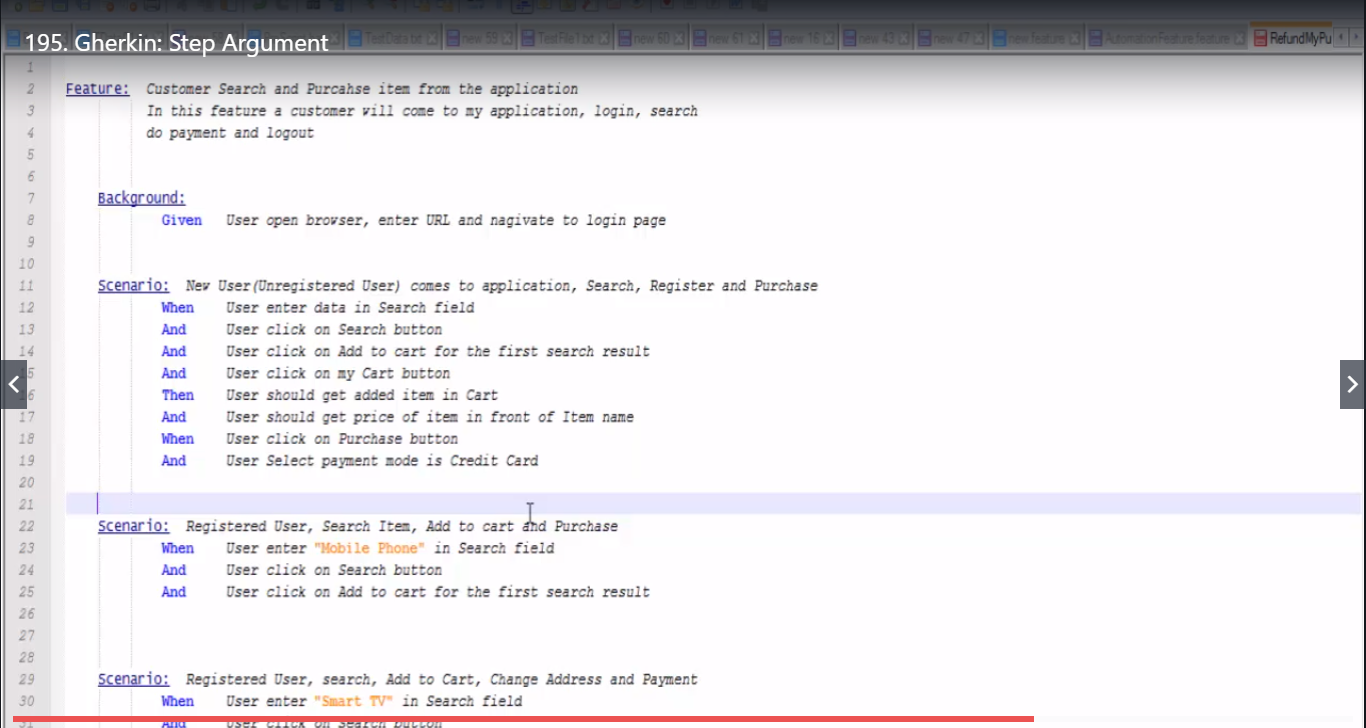 195. Gherkin: Step Argument
TestData.txt new 59 TestFile1.txt new 60 new 61 new 16 new 43 new 47 new.feature AutomationFeature.feature RefundMyPu
1
2 Feature: Customer Search and Purcahse item from the application
3 In this feature a customer will come to my application, login, search
4 do payment and logout
5
6
7 Background:
8 Given User open browser, enter URL and nagivate to login page
9
10
11 Scenario: New User(Unregistered User) comes to application, Search, Register and Purchase
12 When User enter data in Search field
13 And User click on Search button
14 And User click on Add to cart for the first search result
5 And User click on my Cart button
6 Then User should get added item in Cart
17 And User should get price of item in front of Item name
18 When User click on Purchase button
19 And User Select payment mode is Credit Card
20
21
22 Scenario: Registered User, Search Item, Add to cart and Purchase
23 When User enter "Mobile Phone" in Search field
24 And User click on Search button
25 And User click on Add to cart for the first search result
26
27
28
29 Scenario: Registered User, search, Add to Cart, Change Address and Payment
30 When User enter "Smart TV" in Search field
31 And User click on Search button